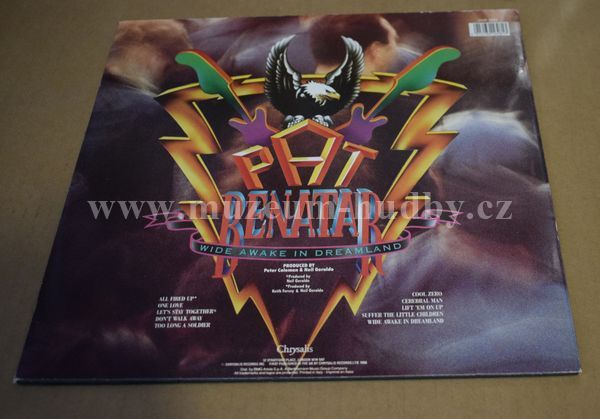 PAT
BENATAR
www.muzeum-hudby.cz
WIDE AWAKE IN DREAMLAND
PRODUCED BY
Peter Coleman & Neil Geraldo
*Produced by
Neil Geraldo
*Produced by
Keith Forsey & Neil Geraldo
ALL FIRED UP**
ONE LOVE
LET'S STAY TOGETHER*
DON'T WALK AWAY
TOO LONG A SOLDIER
COOL ZERO
CEREBRAL MAN
LIFT 'EM ON UP
SUFFER THE LITTLE CHILDREN
WIDE AWAKE IN DREAMLAND
Chrysalis